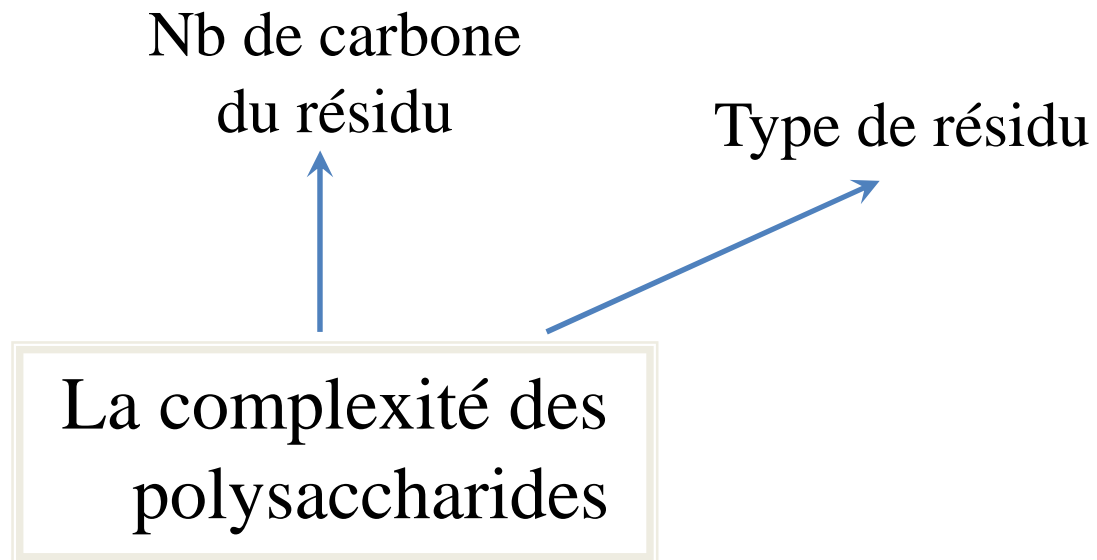 Nb de carbone
du résidu
Type de résidu
La complexité des
polysaccharides